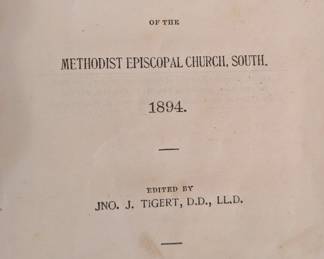 OF THE
METHODIST EPISCOPAL CHURCH, SOUTH.
1894.
EDITED BY
JNO. J. TIGERT, D.D., LL.D.